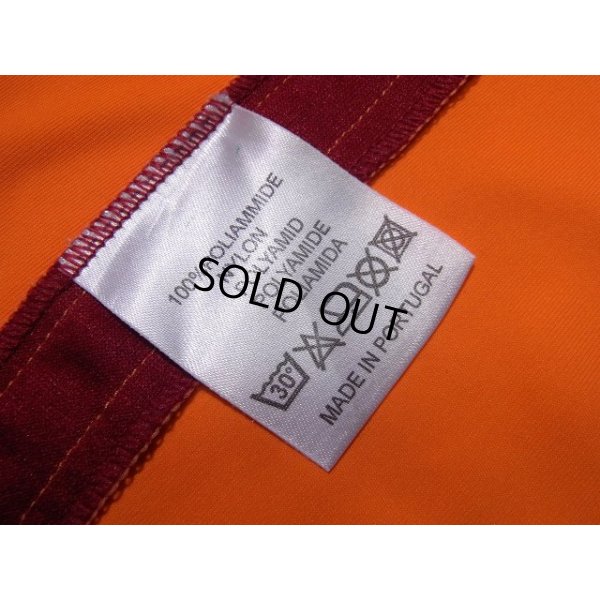 100% POLIAMMIDE
NYLON
POLYAMID
POLYAMIDE
POLIAMIDA
30°
MADE IN PORTUGAL
SOLD OUT